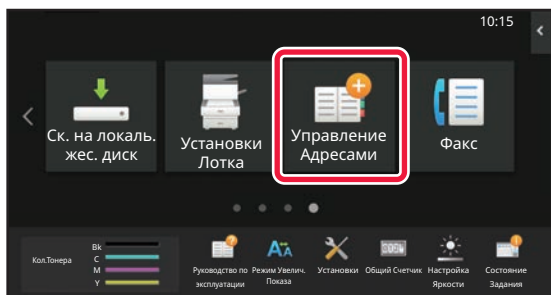 10:15
Ск. на локаль.
жес. диск
Установки
Лотка
Управление
Адресами
Факс
Кол.Тонера
Bk
C
M
Y
Руководство по
эксплуатации
Режим Увелич.
Показа
Установки
Общий Счетчик
Настройка
Яркости
Состояние
Задания